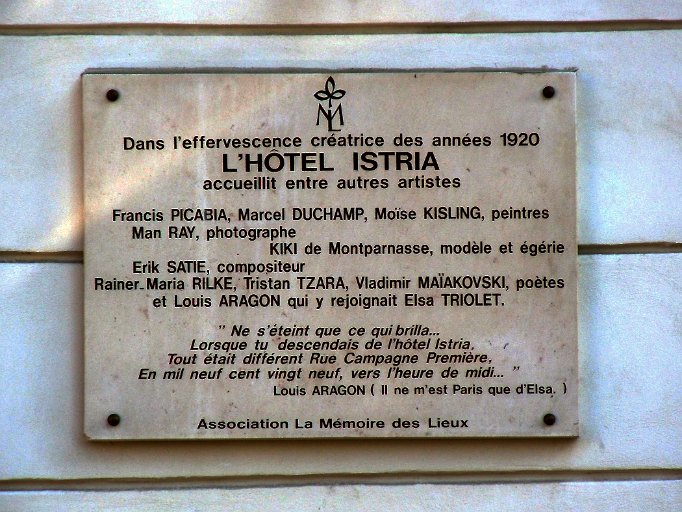 Dans l'effervescence créatrice des années 1920
L'HÔTEL ISTRIA
accueillit entre autres artistes
Francis PICABIA, Marcel DUCHAMP, Moïse KISLING, peintres
Man RAY, photographe
KIKI de Montparnasse, modèle et égérie
Erik SATIE, compositeur
Rainer-Maria RILKE, Tristan TZARA, Vladimir MAÏAKOVSKI, poètes
et Louis ARAGON qui y rejoignait Elsa TRIOLET.
" Ne s'éteint que ce qui brilla...
Lorsque tu descendais de l'hôtel Istria,
Tout était différent Rue Campagne Première,
En mil neuf cent vingt neuf, vers l'heure de midi... "
Louis ARAGON ( Il ne m'est Paris que d'Elsa. )
Association La Mémoire des Lieux